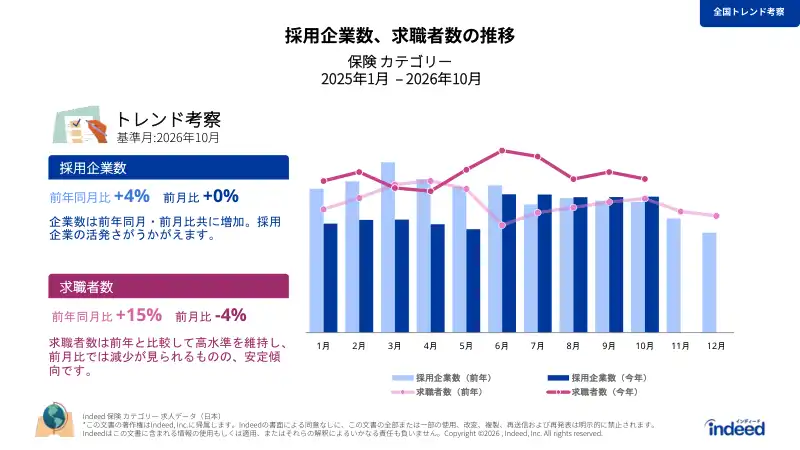 全国トレンド考察
採用企業数、求職者数の推移
保険 カテゴリー
2025年1月 – 2026年10月
トレンド考察
基準月:2026年10月
採用企業数
前年同月比 +4% 前月比 +0%
企業数は前年同月・前月比共に増加。採用
企業の活発さがうかがえます。
求職者数
前年同月比 +15% 前月比 -4%
求職者数は前年と比較して高水準を維持し、
前月比では減少が見られるものの、安定傾
向です。
1月 2月 3月 4月 5月 6月 7月 8月 9月 10月 11月 12月
採用企業数（前年） 採用企業数（今年）
求職者数（前年） 求職者数（今年）
Indeed 保険 カテゴリー 求人データ（日本）
*この文書の著作権はIndeed, Inc.に帰属します。Indeedの書面による同意なしに、この文書の全部または一部の使用、改変、複製、再送信および再発表は明示的に禁止されます。
Indeedはこの文書に含まれる情報の使用もしくは適用、またはそれらの解釈によるいかなる責任も負いません。Copyright ©2026 , Indeed, Inc. All rights reserved.
インディード
indeed